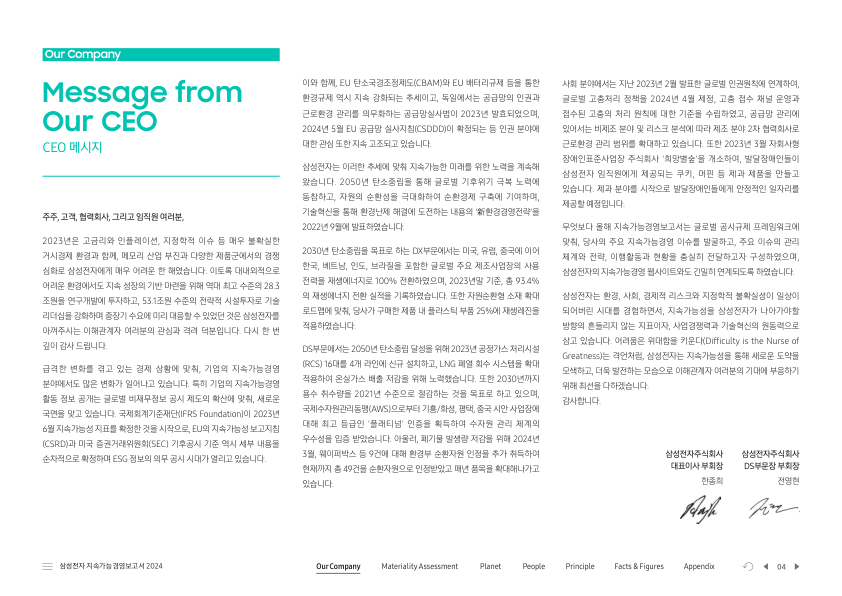 Our Company
Message from
Our CEO
CEO 메시지
주주, 고객, 협력회사, 그리고 임직원 여러분,
2023년은 고금리와 인플레이션, 지정학적 이슈 등 매우 불확실한
거시경제 환경과 함께, 메모리 산업 부진과 다양한 제품군에서의 경쟁
심화로 삼성전자에게 매우 어려운 한 해였습니다. 이토록 대내외적으로
어려운 환경에서도 지속 성장의 기반 마련을 위해 역대 최고 수준의 28.3
조원을 연구개발에 투자하고, 53.1조원 수준의 전략적 시설투자로 기술
리더십을 강화하며 중장기 수요에 미리 대응할 수 있었던 것은 삼성전자를
아껴주시는 이해관계자 여러분의 관심과 격려 덕분입니다. 다시 한 번
깊이 감사 드립니다.
급격한 변화를 겪고 있는 경제 상황에 맞춰, 기업의 지속가능경영
분야에서도 많은 변화가 일어나고 있습니다. 특히 기업의 지속가능경영
활동 정보 공개는 글로벌 비재무정보 공시 제도의 확산에 맞춰, 새로운
국면을 맞고 있습니다. 국제회계기준재단(IFRS Foundation)이 2023년
6월 지속가능성 지표를 확정한 것을 시작으로, EU의 지속가능성 보고지침
(CSRD)과 미국 증권거래위원회(SEC) 기후공시 기준 역시 세부 내용을
순차적으로 확정하며 ESG 정보의 의무 공시 시대가 열리고 있습니다.
이와 함께, EU 탄소국경조정제도(CBAM)와 EU 배터리규제 등을 통한
환경규제 역시 지속 강화되는 추세이고, 독일에서는 공급망의 인권과
근로환경 관리를 의무화하는 공급망실사법이 2023년 발효되었으며,
2024년 5월 EU 공급망 실사지침(CSDDD)이 확정되는 등 인권 분야에
대한 관심 또한 지속 고조되고 있습니다.
삼성전자는 이러한 추세에 맞춰 지속가능한 미래를 위한 노력을 계속해
왔습니다. 2050년 탄소중립을 통해 글로벌 기후위기 극복 노력에
동참하고, 자원의 순환성을 극대화하여 순환경제 구축에 기여하며,
기술혁신을 통해 환경난제 해결에 도전하는 내용의 '新환경경영전략'을
2022년 9월에 발표하였습니다.
2030년 탄소중립을 목표로 하는 DX부문에서는 미국, 유럽, 중국에 이어
한국, 베트남, 인도, 브라질을 포함한 글로벌 주요 제조사업장의 사용
전력을 재생에너지로 100% 전환하였으며, 2023년말 기준, 총 93.4%
의 재생에너지 전환 실적을 기록하였습니다. 또한 자원순환형 소재 확대
로드맵에 맞춰, 당사가 구매한 제품 내 플라스틱 부품 25%에 재생레진을
적용하였습니다.
DS부문에서는 2050년 탄소중립 달성을 위해 2023년 공정가스 처리시설
(RCS) 16대를 4개 라인에 신규 설치하고, LNG 폐열 회수 시스템을 확대
적용하여 온실가스 배출 저감을 위해 노력했습니다. 또한 2030년까지
용수 취수량을 2021년 수준으로 절감하는 것을 목표로 하고 있으며,
국제수자원관리동맹(AWS)으로부터 기흥/화성, 평택, 중국 시안 사업장에
대해 최고 등급인 '플래티넘' 인증을 획득하여 수자원 관리 체계의
우수성을 입증 받았습니다. 아울러, 폐기물 발생량 저감을 위해 2024년
3월, 웨이퍼박스 등 9건에 대해 환경부 순환자원 인정을 추가 취득하여
현재까지 총 49건을 순환자원으로 인정받았고 매년 품목을 확대해나가고
있습니다.
사회 분야에서는 지난 2023년 2월 발표한 글로벌 인권원칙에 연계하여,
글로벌 고충처리 정책을 2024년 4월 제정, 고충 접수 채널 운영과
접수된 고충의 처리 원칙에 대한 기준을 수립하였고, 공급망 관리에
있어서는 비제조 분야 및 리스크 분석에 따라 제조 분야 2차 협력회사로
근로환경 관리 범위를 확대하고 있습니다. 또한 2023년 3월 자회사형
장애인표준사업장 주식회사 '희망별숲'을 개소하여, 발달장애인들이
삼성전자 임직원에게 제공되는 쿠키, 머핀 등 제과 제품을 만들고
있습니다. 제과 분야를 시작으로 발달장애인들에게 안정적인 일자리를
제공할 예정입니다.
무엇보다 올해 지속가능경영보고서는 글로벌 공시규제 프레임워크에
맞춰, 당사의 주요 지속가능경영 이슈를 발굴하고, 주요 이슈의 관리
체계와 전략, 이행활동과 현황을 충실히 전달하고자 구성하였으며,
삼성전자의 지속가능경영 웹사이트와도 긴밀히 연계되도록 하였습니다.
삼성전자는 환경, 사회, 경제적 리스크와 지정학적 불확실성이 일상이
되어버린 시대를 경험하면서, 지속가능성을 삼성전자가 나아가야할
방향의 흔들리지 않는 지표이자, 사업경쟁력과 기술혁신의 원동력으로
삼고 있습니다. 어려움은 위대함을 키운다(Difficulty is the Nurse of
Greatness)는 격언처럼, 삼성전자는 지속가능성을 통해 새로운 도약을
모색하고, 더욱 발전하는 모습으로 이해관계자 여러분의 기대에 부응하기
위해 최선을 다하겠습니다.
감사합니다.
삼성전자주식회사 삼성전자주식회사
대표이사 부회장 DS부문장 부회장
한종희 전영현
삼성전자 지속가능경영보고서 2024
Our Company Materiality Assessment Planet People Principle Facts & Figures Appendix 04